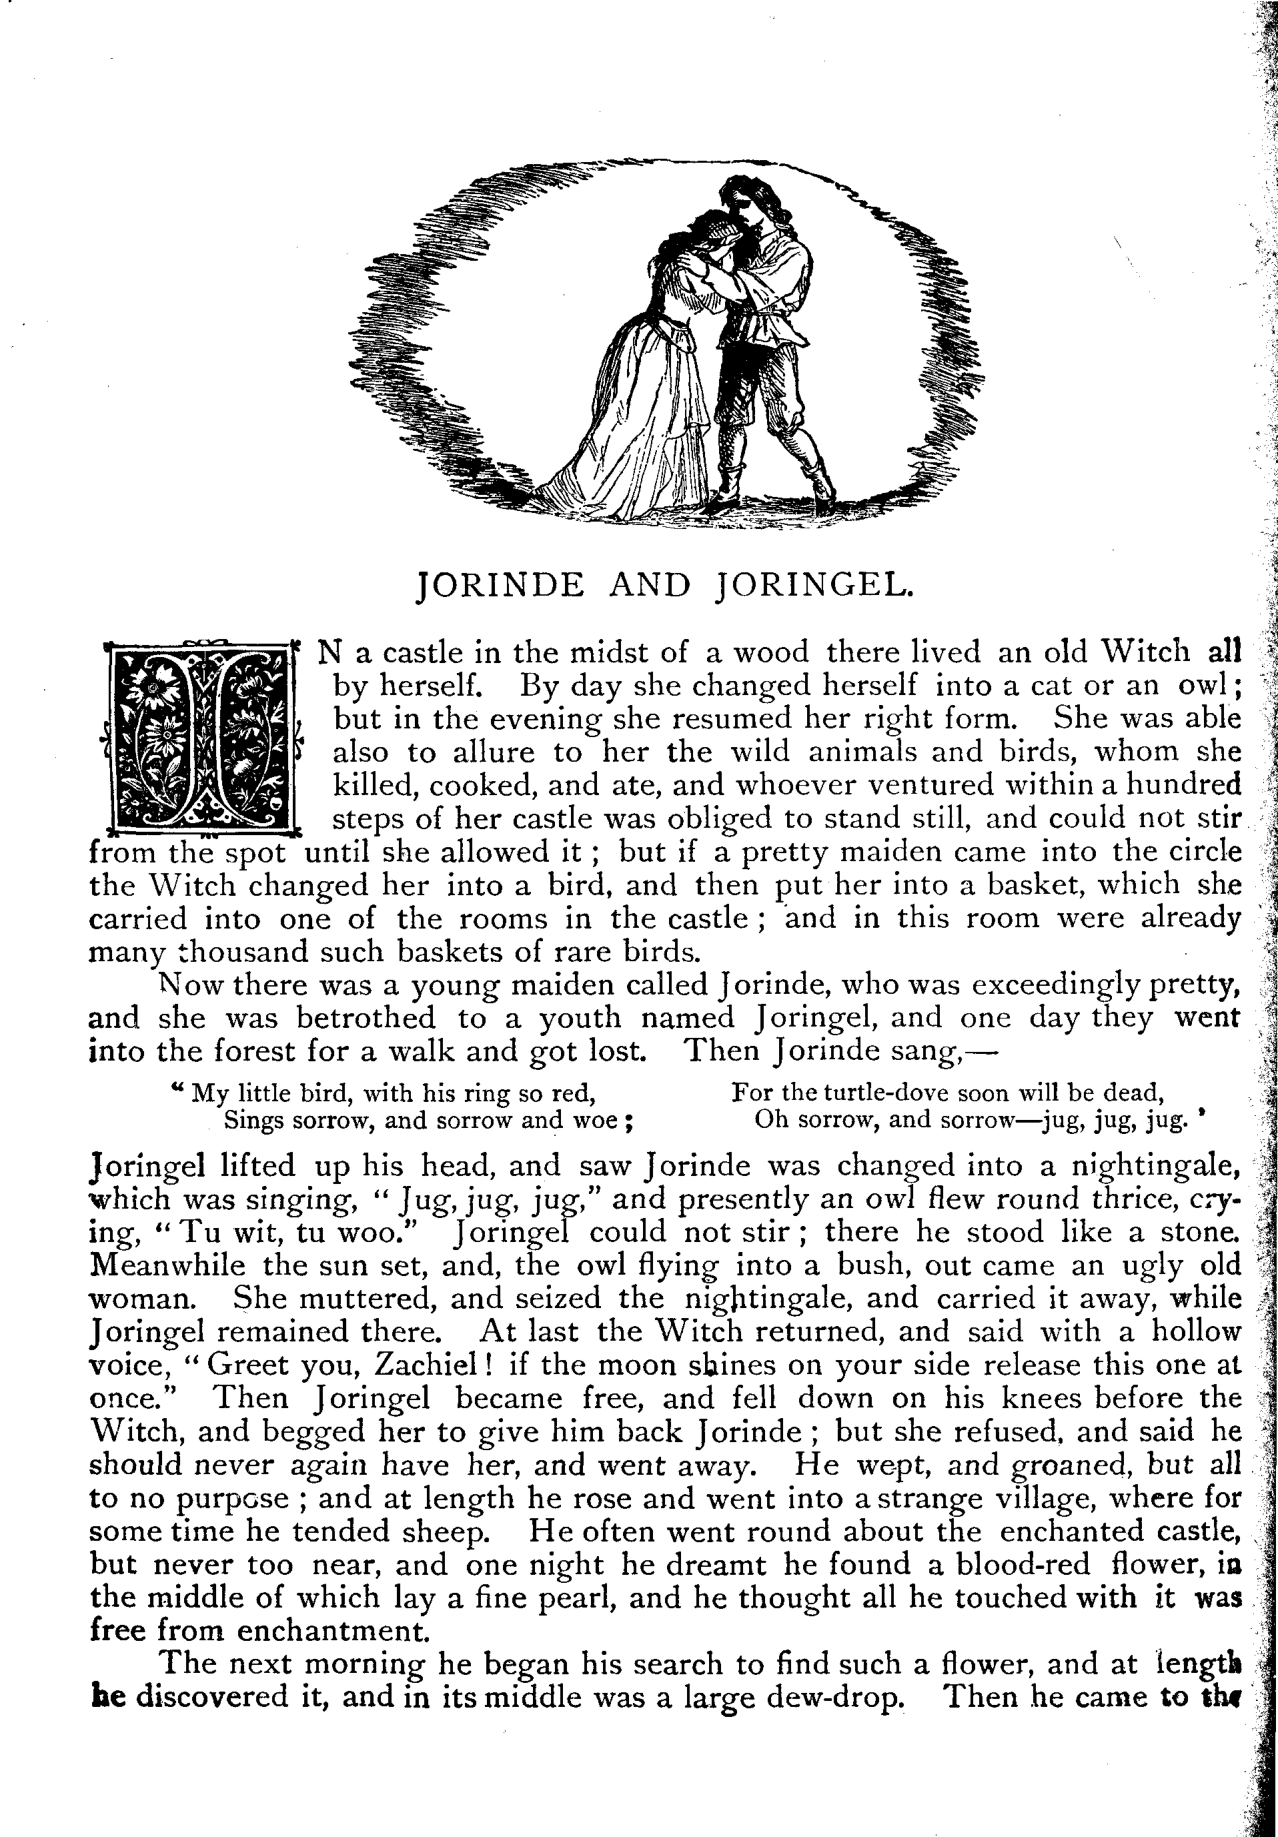 JORINDE AND JORINGEL.
IN a castle in the midst of a wood there lived an old Witch all
by herself. By day she changed herself into a cat or an owl;
but in the evening she resumed her right form. She was able
also to allure to her the wild animals and birds, whom she
killed, cooked, and ate, and whoever ventured within a hundred
steps of her castle was obliged to stand still, and could not stir
from the spot until she allowed it; but if a pretty maiden came into the circle
the Witch changed her into a bird, and then put her into a basket, which she
carried into one of the rooms in the castle; and in this room were already
many thousand such baskets of rare birds.
Now there was a young maiden called Jorinde, who was exceedingly pretty,
and she was betrothed to a youth named Joringel, and one day they went
into the forest for a walk and got lost. Then Jorinde sang,—
“My little bird, with his ring so red,
Sings sorrow, and sorrow and woe;
For the turtle-dove soon will be dead,
Oh sorrow, and sorrow—jug, jug, jug.’
Joringel lifted up his head, and saw Jorinde was changed into a nightingale,
which was singing, “Jug, jug, jug,” and presently an owl flew round thrice, cry-
ing, “Tu wit, tu woo.” Joringel could not stir; there he stood like a stone.
Meanwhile the sun set, and, the owl flying into a bush, out came an ugly old
woman. She muttered, and seized the nightingale, and carried it away, while
Joringel remained there. At last the Witch returned, and said with a hollow
voice, “Greet you, Zachiel! if the moon shines on your side release this one at
once.” Then Joringel became free, and fell down on his knees before the
Witch, and begged her to give him back Jorinde; but she refused, and said he
should never again have her, and went away. He wept, and groaned, but all
to no purpose; and at length he rose and went into a strange village, where for
some time he tended sheep. He often went round about the enchanted castle,
but never too near, and one night he dreamt he found a blood-red flower, in
the middle of which lay a fine pearl, and he thought all he touched with it was
free from enchantment.
The next morning he began his search to find such a flower, and at length
he discovered it, and in its middle was a large dew-drop. Then he came to the